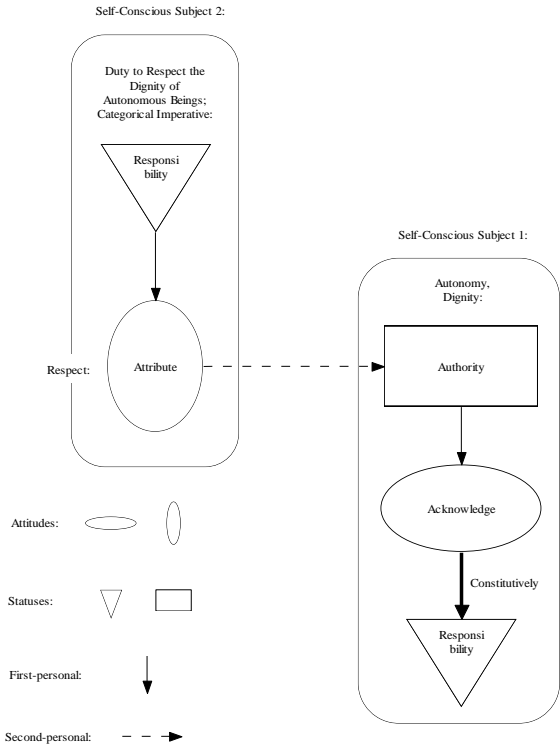 Self-Conscious Subject 2:
Duty to Respect the
Dignity of
Autonomous Beings;
Categorical Imperative:
Responsi
bility
Respect:
Attribute
Self-Conscious Subject 1:
Autonomy,
Dignity:
Authority
Acknowledge
Constitutively
Responsi
bility
Attitudes:
Statuses:
First-personal:
Second-personal: